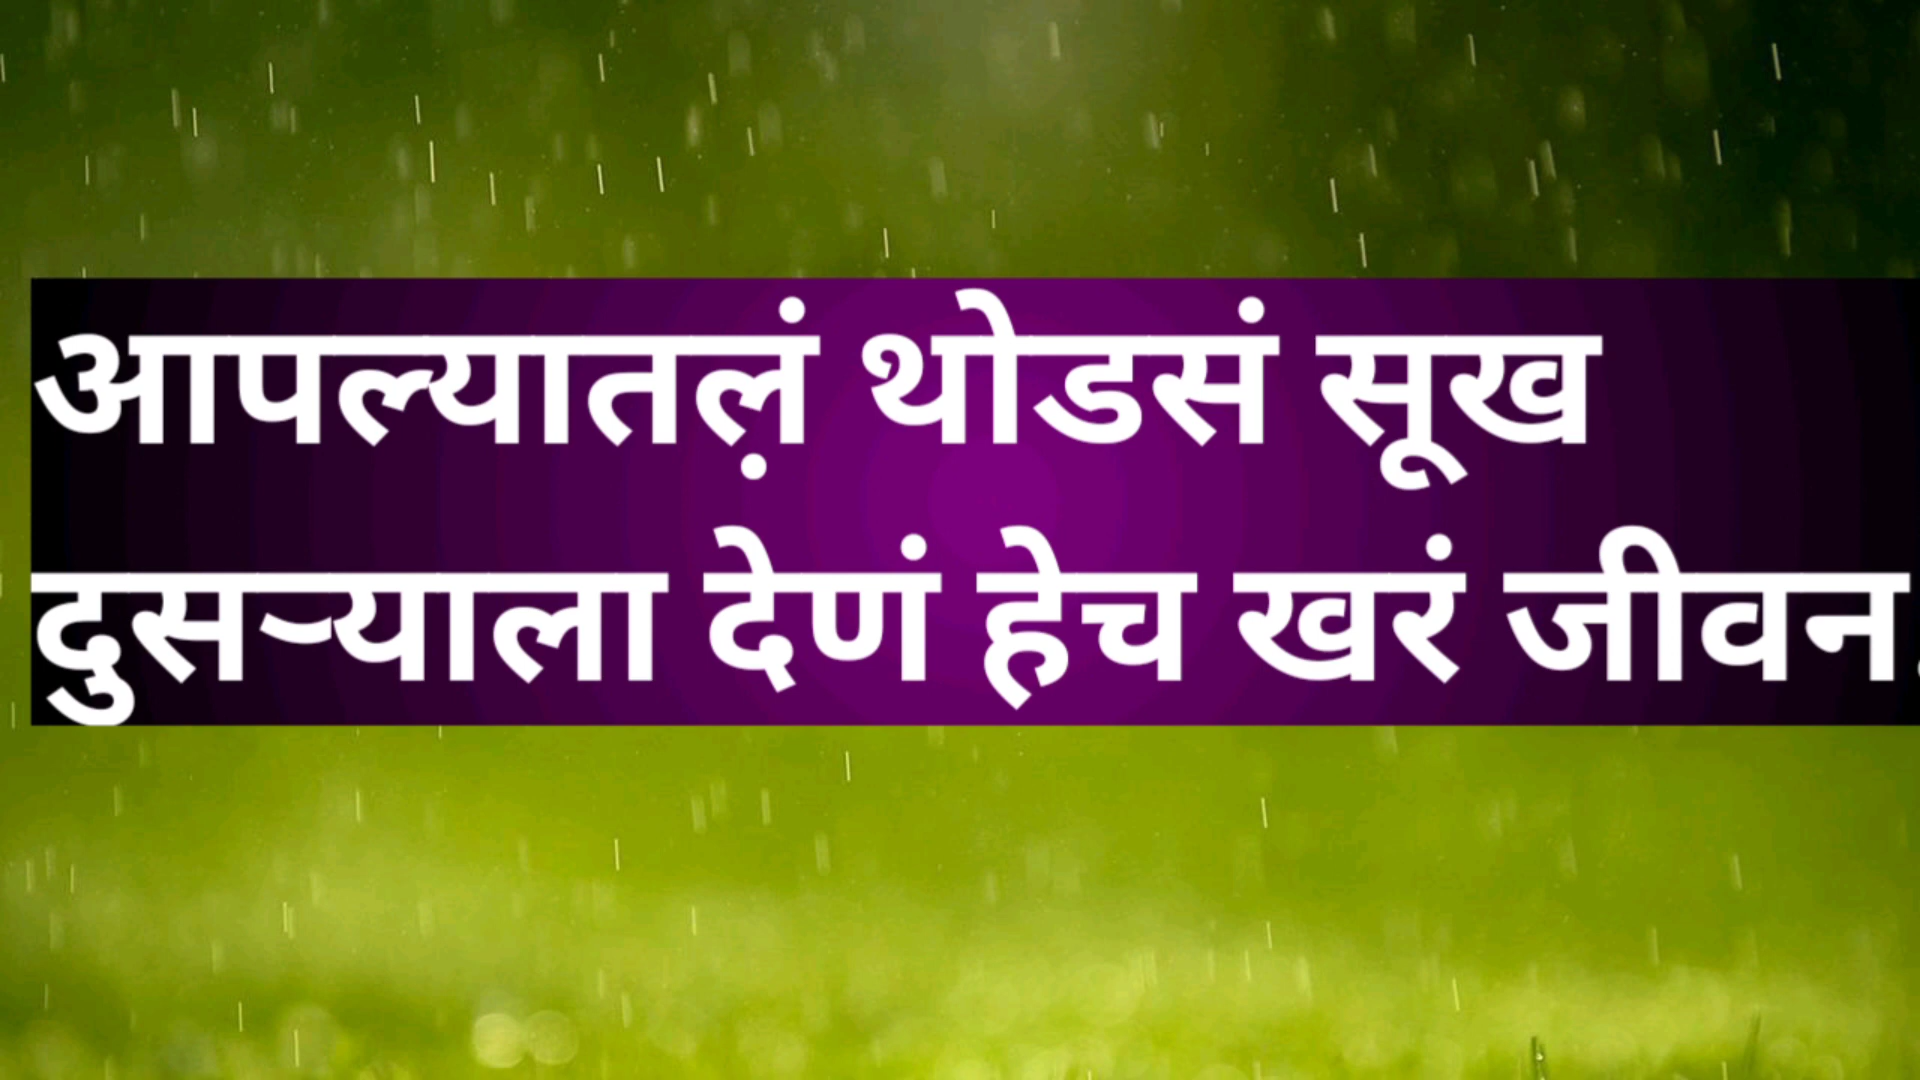 आपल्यातल़ं थोडसं सूख
दुसऱ्याला देणं हेच खरं जीवन.